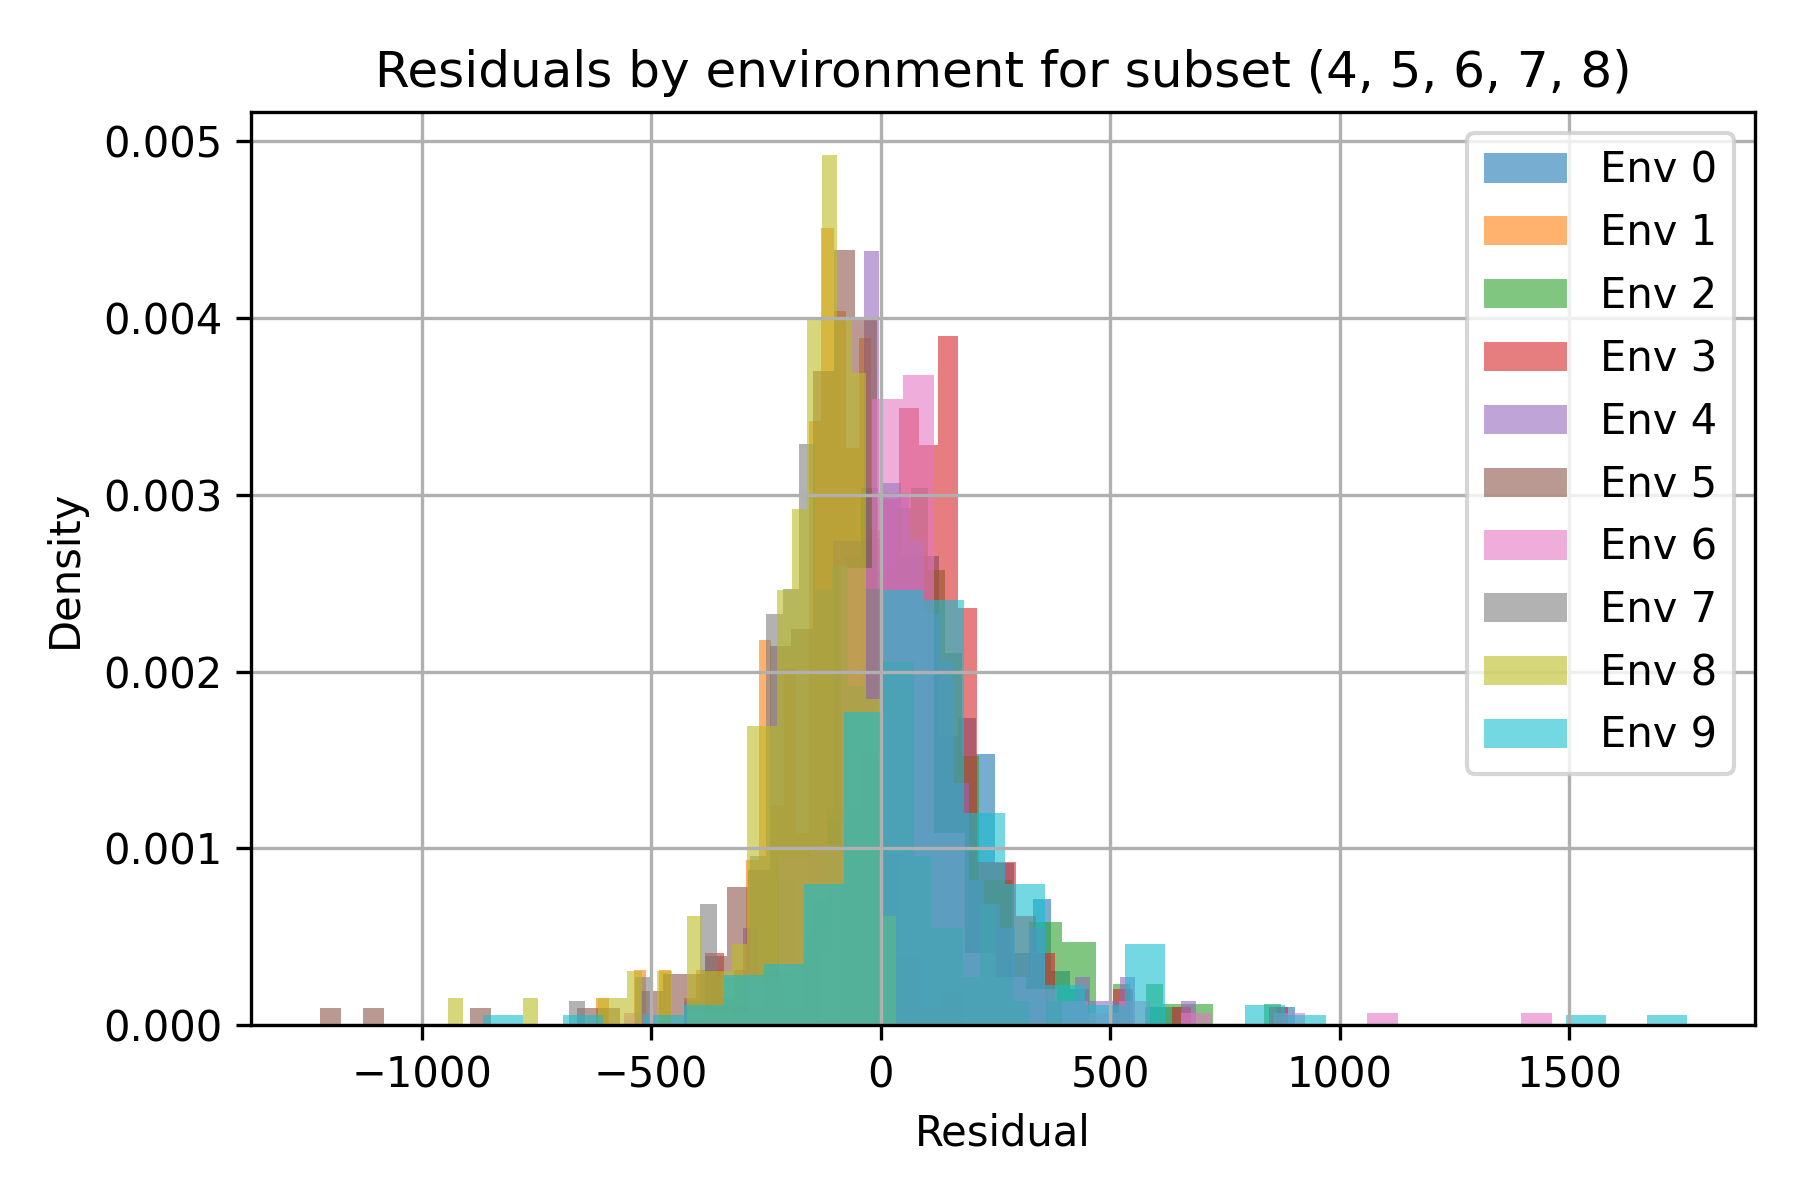 Residuals by environment for subset (4, 5, 6, 7, 8)
0.005
0.004
0.003
0.002
0.001
0.000
Density
−1000
−500
0
500
1000
1500
Residual
Env 0
Env 1
Env 2
Env 3
Env 4
Env 5
Env 6
Env 7
Env 8
Env 9